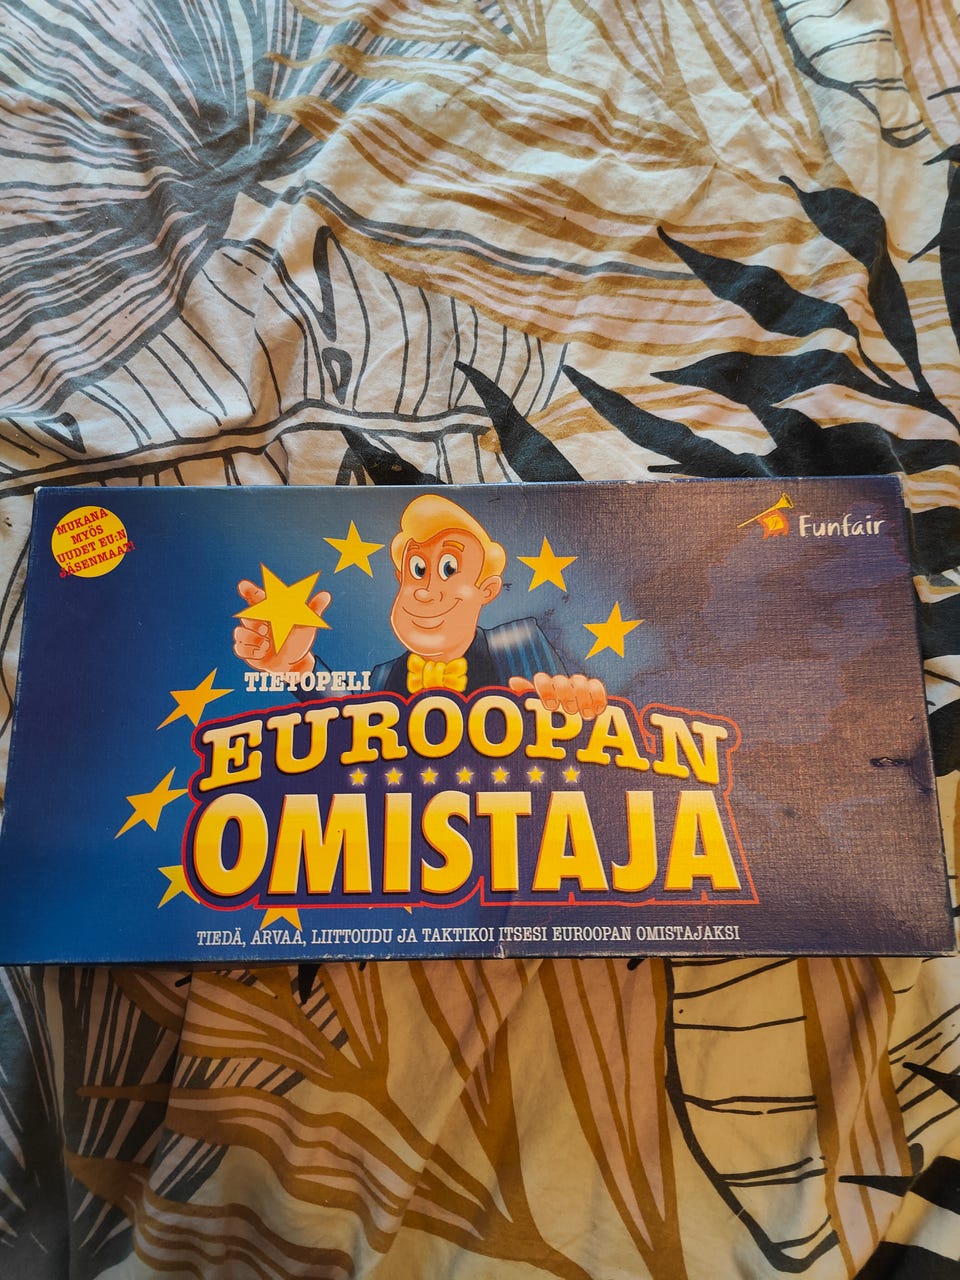 MUKANA
MYÖS
UUDET EU:N
JÄSENMAAT!
Funfair
TIETOPELI
EUROOPAN
OMISTAJA
TIEDÄ, ARVAA, LIITTOUDU JA TAKTIKOI ITSESI EUROOPAN OMISTAJAKSI